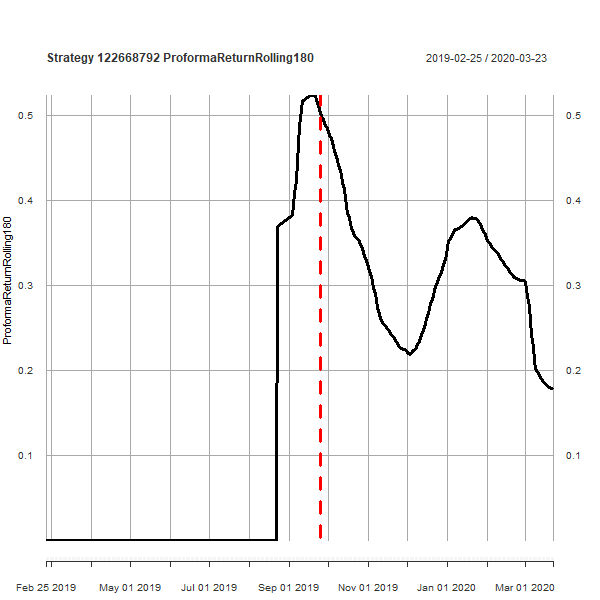 Strategy 122668792 ProformaReturnRolling180
2019-02-25 / 2020-03-23
ProformaReturnRolling180
0.5 0.5
0.4 0.4
0.3 0.3
0.2 0.2
0.1 0.1
Feb 25 2019 May 01 2019 Jul 01 2019 Sep 01 2019 Nov 01 2019 Jan 01 2020 Mar 01 2020